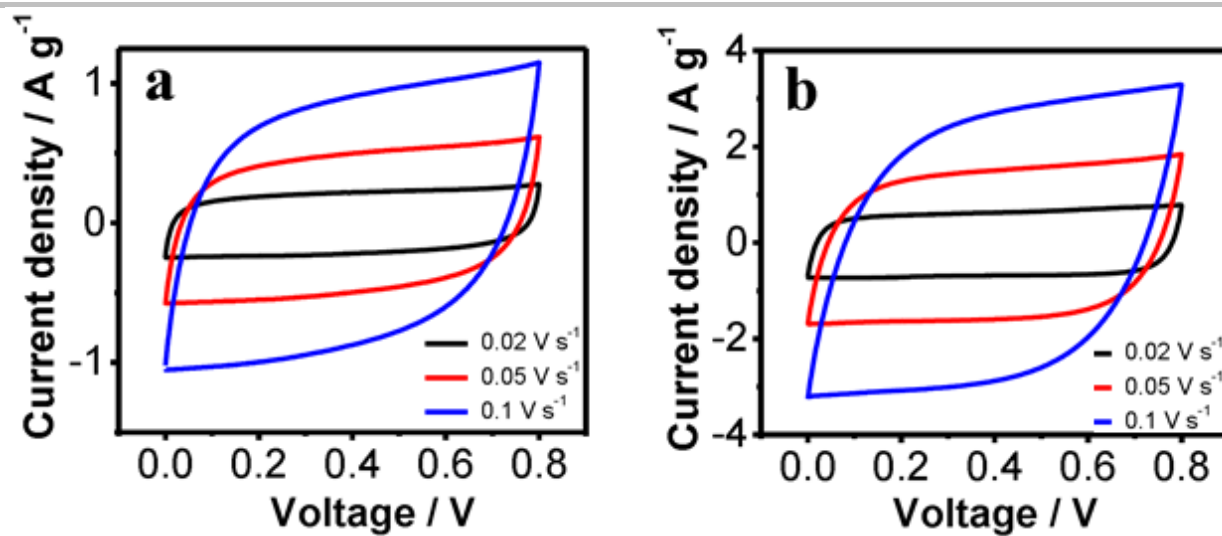 a
Current density / A g⁻¹
1
0
-1
0.02 V s⁻¹
0.05 V s⁻¹
0.1 V s⁻¹
0.0 0.2 0.4 0.6 0.8
Voltage / V
b
Current density / A g⁻¹
4
2
0
-2
-4
0.02 V s⁻¹
0.05 V s⁻¹
0.1 V s⁻¹
0.0 0.2 0.4 0.6 0.8
Voltage / V